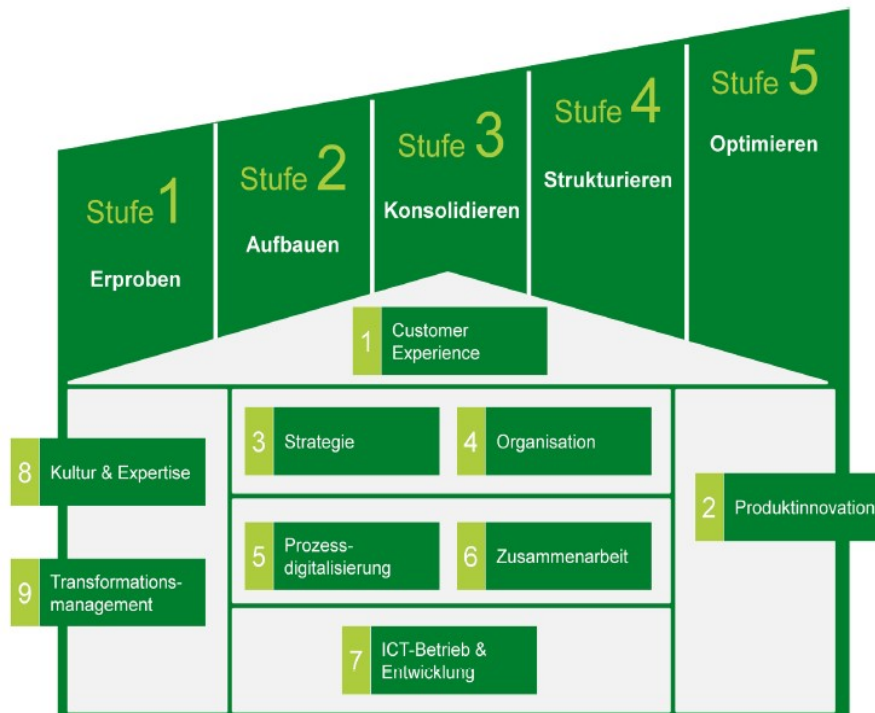 Stufe 1
Erproben
Stufe 2
Aufbauen
Stufe 3
Konsolidieren
Stufe 4
Strukturieren
Stufe 5
Optimieren
1
Customer
Experience
3
Strategie
4
Organisation
8
Kultur & Expertise
2
Produktinnovation
5
Prozess-
digitalisierung
6
Zusammenarbeit
9
Transformations-
management
7
ICT-Betrieb &
Entwicklung